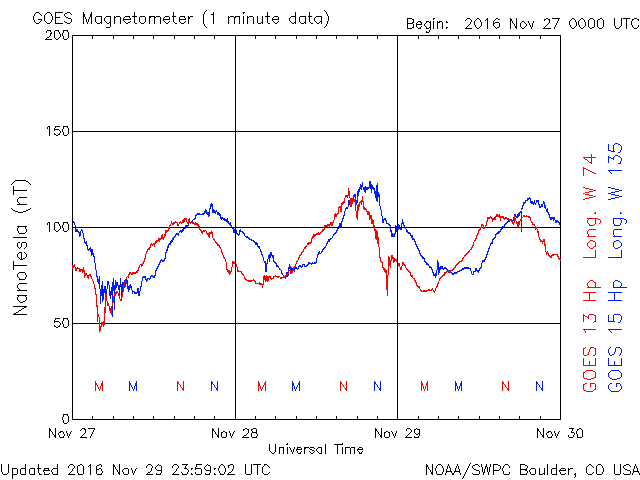 GOES Magnetometer (1 minute data)
Begin: 2016 Nov 27 0000 UTC
200
150
100
50
0
NanoTesla (nT)
M M N N M M N N M M N N
Nov 27 Nov 28 Nov 29 Nov 30
Universal Time
GOES 13 Hp Long. W 74
GOES 15 Hp Long. W 135
Updated 2016 Nov 29 23:59:02 UTC
NOAA/SWPC Boulder, CO USA